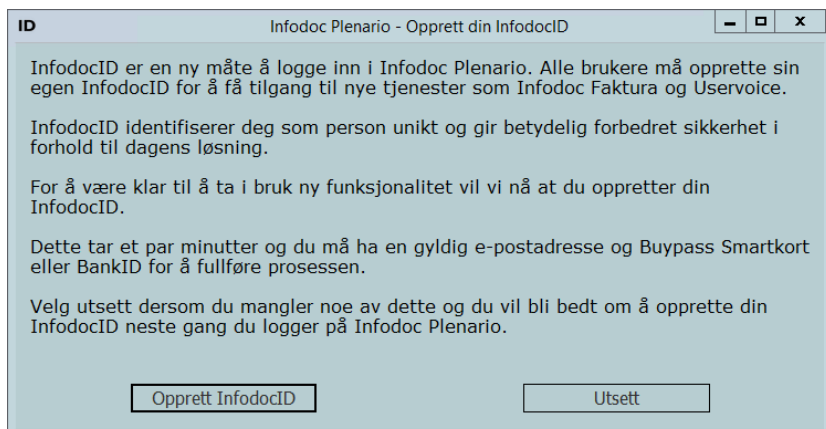 ID
Infodoc Plenario - Opprett din InfodocID
InfodocID er en ny måte å logge inn i Infodoc Plenario. Alle brukere må opprette sin
egen InfodocID for å få tilgang til nye tjenester som Infodoc Faktura og Uservoice.
InfodocID identifiserer deg som person unikt og gir betydelig forbedret sikkerhet i
forhold til dagens løsning.
For å være klar til å ta i bruk ny funksjonalitet vil vi nå at du oppretter din
InfodocID.
Dette tar et par minutter og du må ha en gyldig e-postadresse og Buypass Smartkort
eller BankID for å fullføre prosessen.
Velg utsett dersom du mangler noe av dette og du vil bli bedt om å opprette din
InfodocID neste gang du logger på Infodoc Plenario.
Opprett InfodocID
Utsett